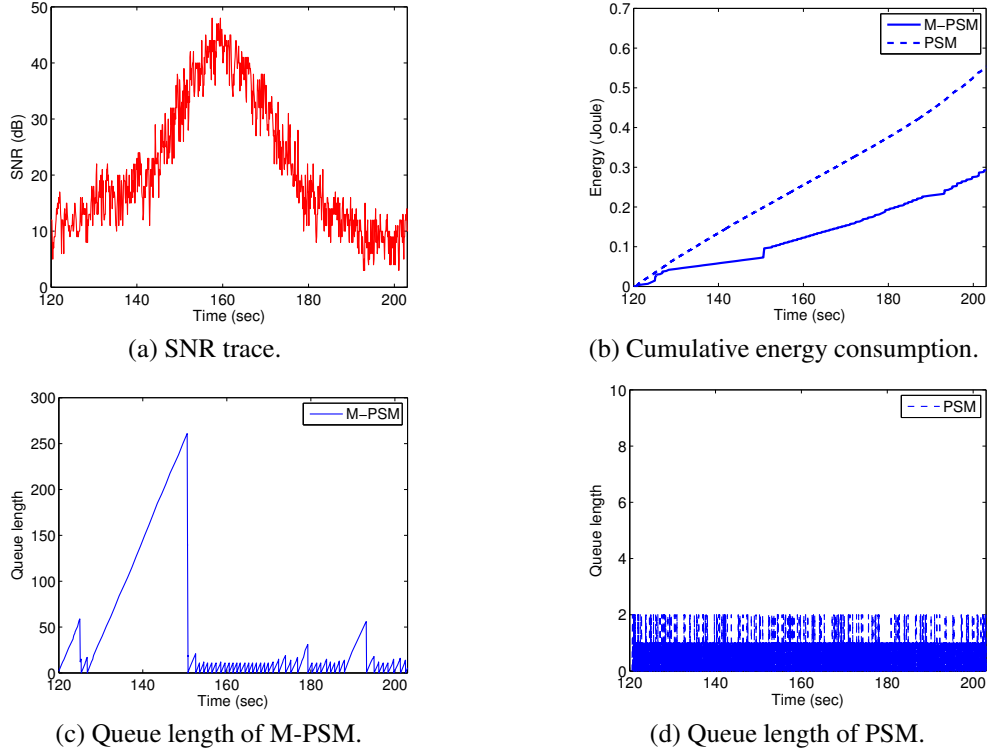 50
40
30
20
10
0
SNR (dB)
120
140
160
180
200
Time (sec)
(a) SNR trace.
0.7
0.6
0.5
0.4
0.3
0.2
0.1
0
Energy (Joule)
M-PSM
PSM
120
140
160
180
200
Time (sec)
(b) Cumulative energy consumption.
300
250
200
150
100
50
0
Queue length
M-PSM
120
140
160
180
200
Time (sec)
(c) Queue length of M-PSM.
10
8
6
4
2
0
Queue length
PSM
120
140
160
180
200
Time (sec)
(d) Queue length of PSM.